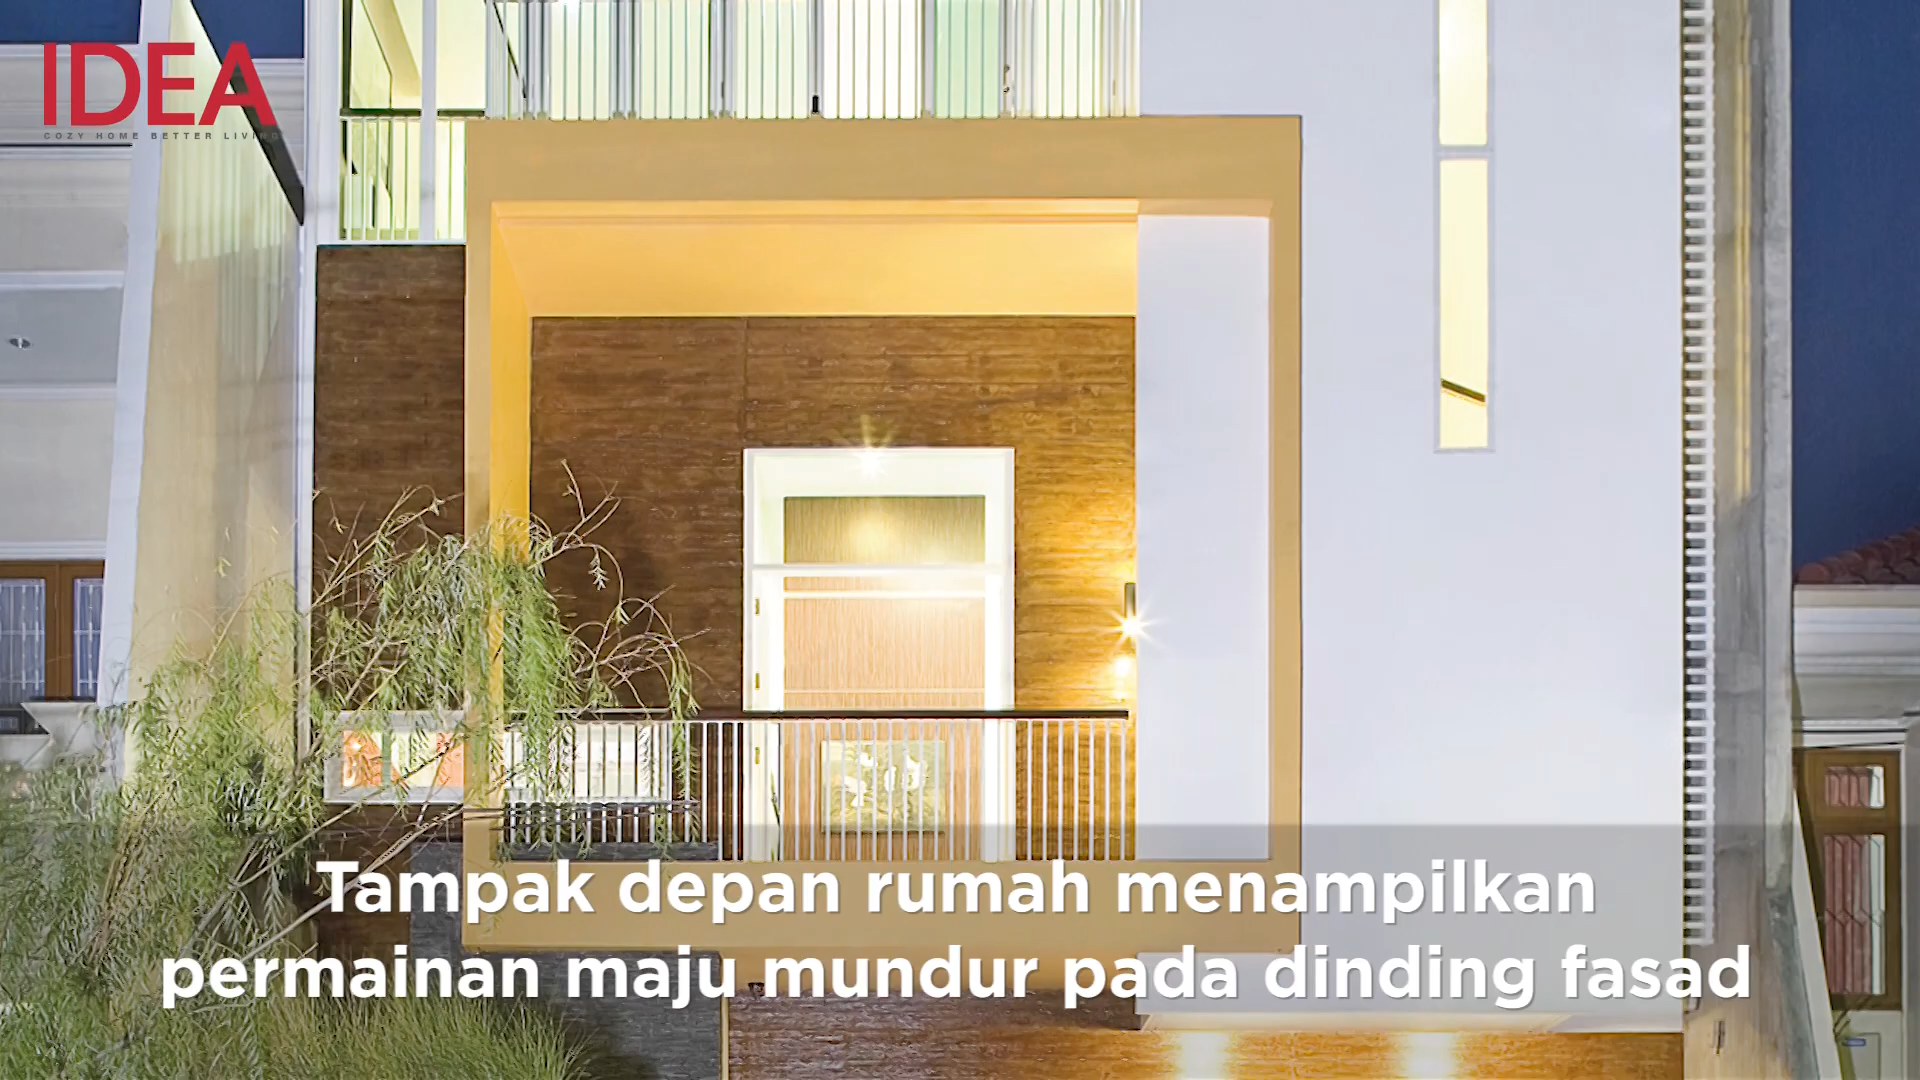 IDEA
COZY HOME BETTER LIVING
Tampak depan rumah menampilkan
permainan maju mundur pada dinding fasad